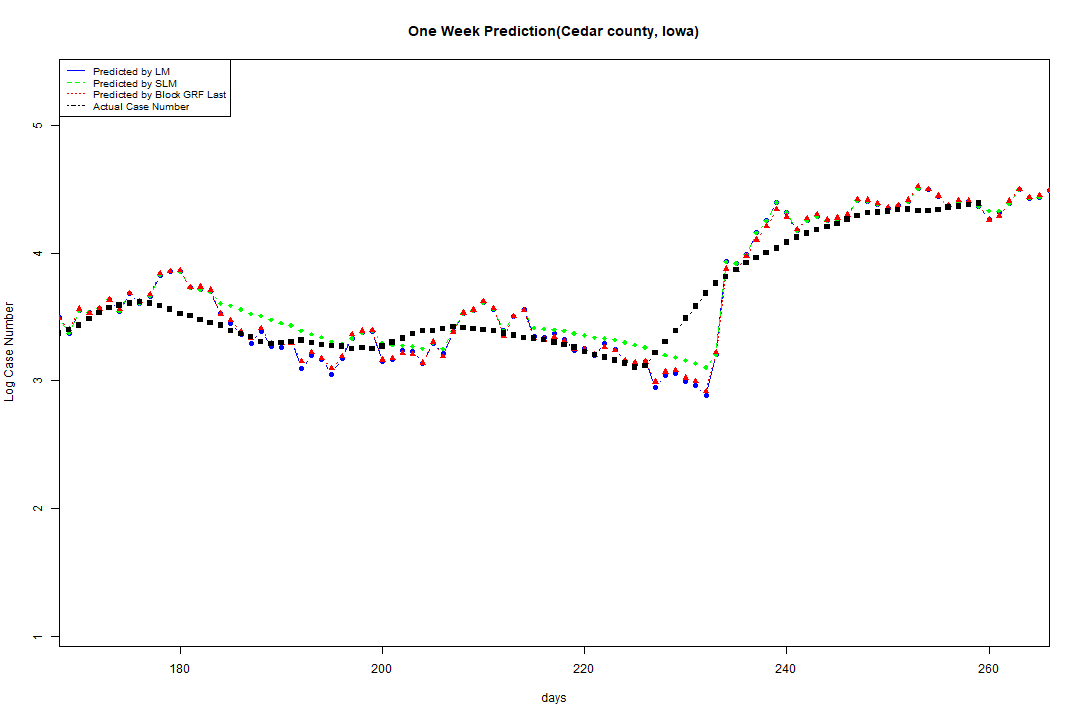 One Week Prediction(Cedar county, Iowa)
Predicted by LM
Predicted by SLM
Predicted by Block GRF Last
Actual Case Number
5
4
3
2
1
Log Case Number
180 200 220 240 260
days